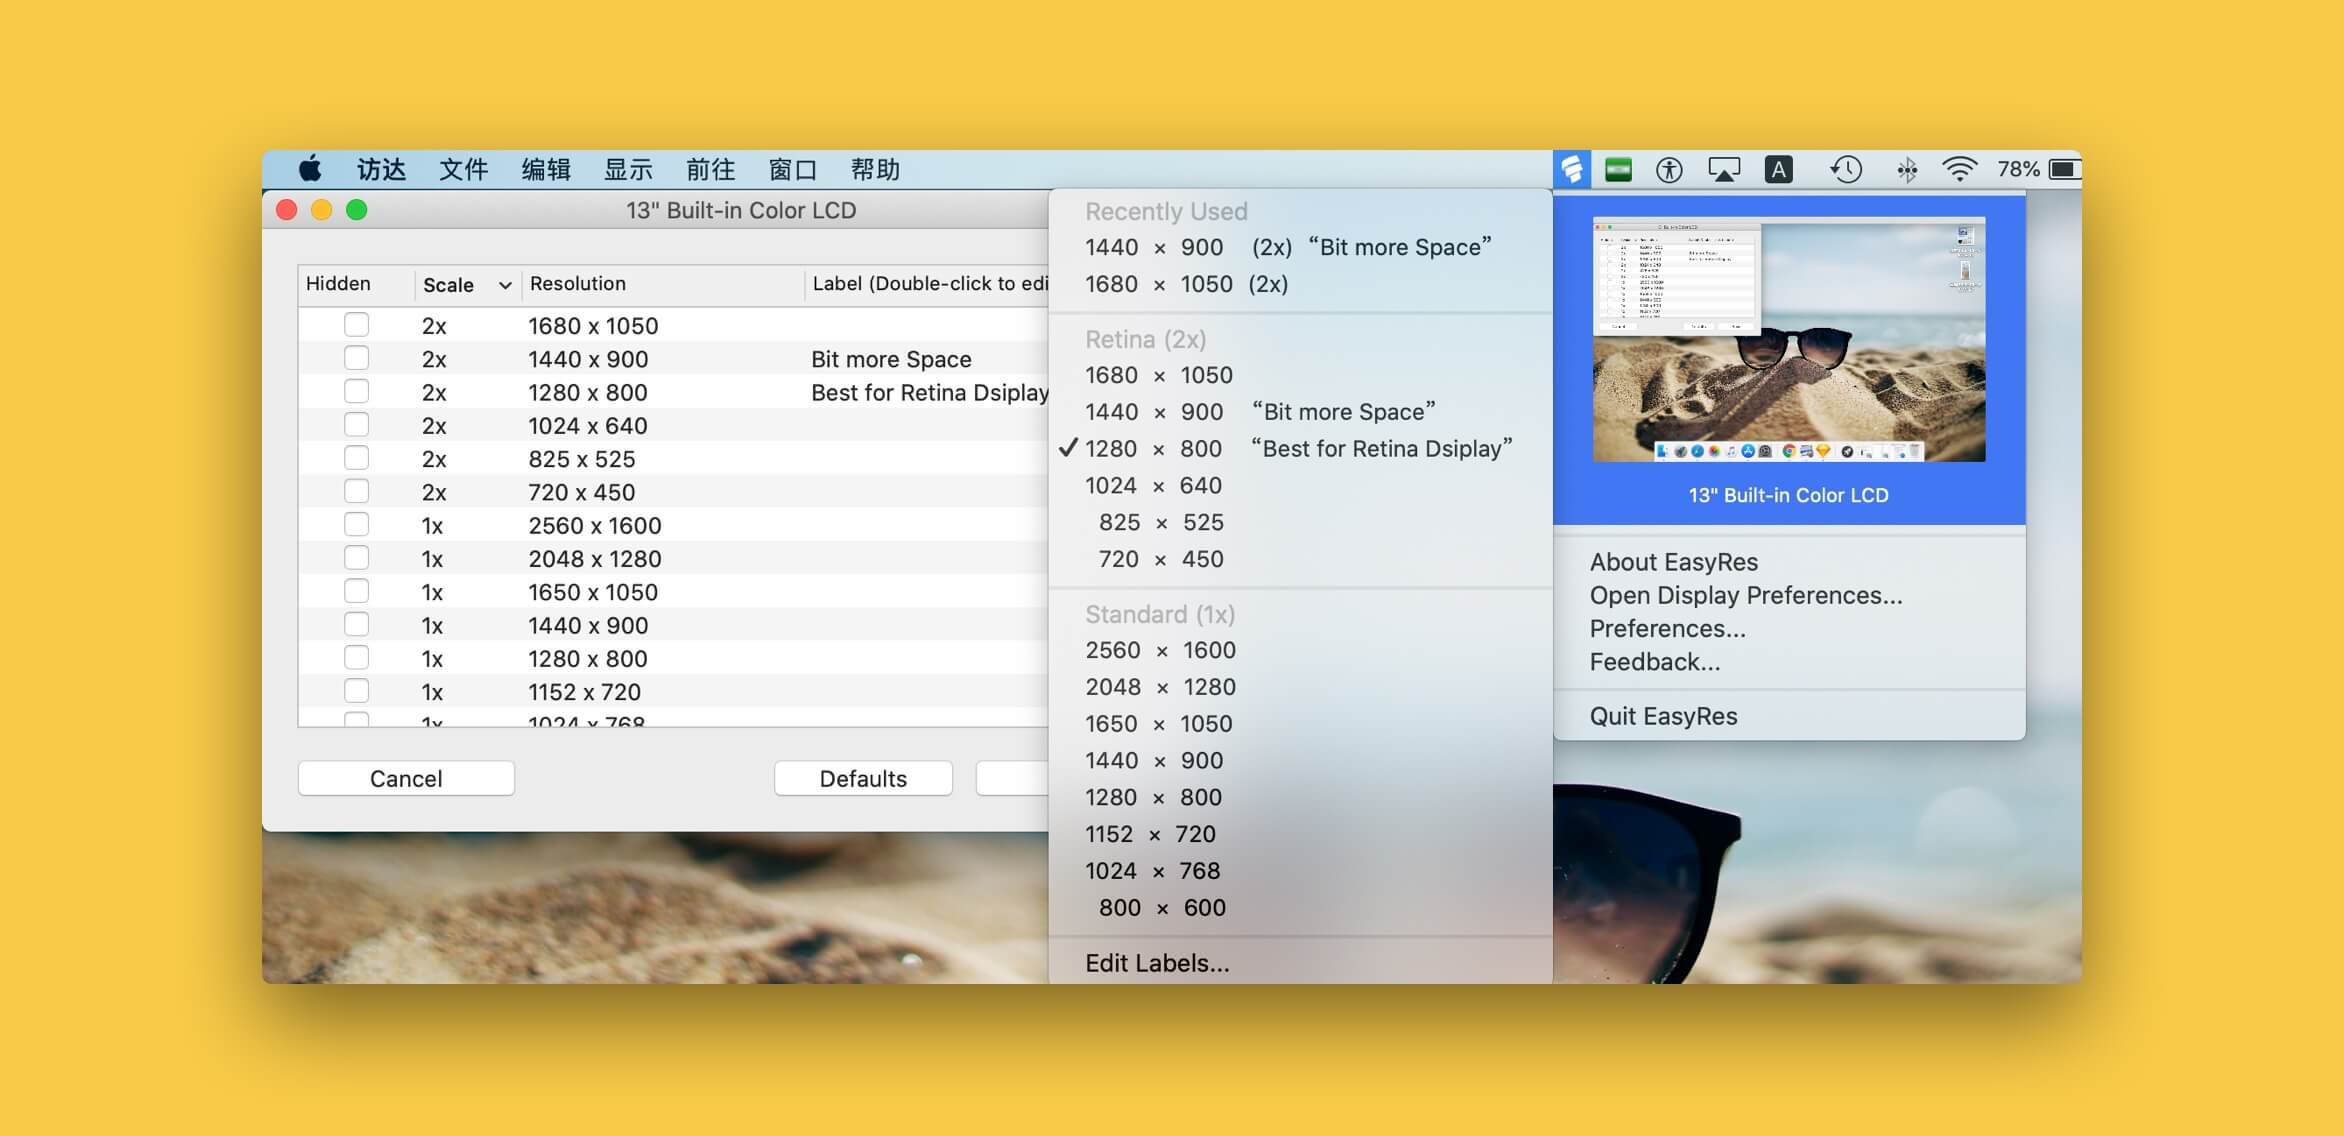 访达 文件 编辑 显示 前往 窗口 帮助
A 78%
13" Built-in Color LCD
Hidden Scale Resolution Label (Double-click to edi
2x 1680 x 1050
2x 1440 x 900 Bit more Space
2x 1280 x 800 Best for Retina Dsiplay
2x 1024 x 640
2x 825 x 525
2x 720 x 450
1x 2560 x 1600
1x 2048 x 1280
1x 1650 x 1050
1x 1440 x 900
1x 1280 x 800
1x 1152 x 720
1x 1024 x 768
Cancel Defaults
Recently Used
1440 × 900 (2x) “Bit more Space”
1680 × 1050 (2x)
Retina (2x)
1680 × 1050
1440 × 900 “Bit more Space”
✓ 1280 × 800 “Best for Retina Dsiplay”
1024 × 640
825 × 525
720 × 450
Standard (1x)
2560 × 1600
2048 × 1280
1650 × 1050
1440 × 900
1280 × 800
1152 × 720
1024 × 768
800 × 600
Edit Labels...
13" Built-in Color LCD
About EasyRes
Open Display Preferences...
Preferences...
Feedback...
Quit EasyRes